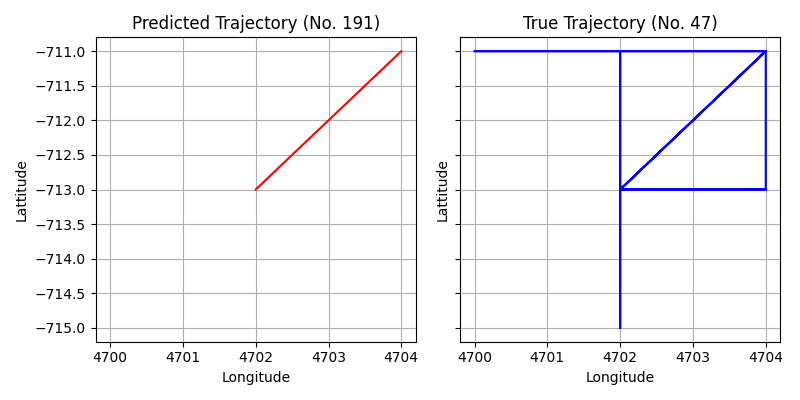 Predicted Trajectory (No. 191)
True Trajectory (No. 47)
−711.0
−711.5
−712.0
−712.5
−713.0
−713.5
−714.0
−714.5
−715.0
Lattitude
Lattitude
4700 4701 4702 4703 4704
4700 4701 4702 4703 4704
Longitude
Longitude